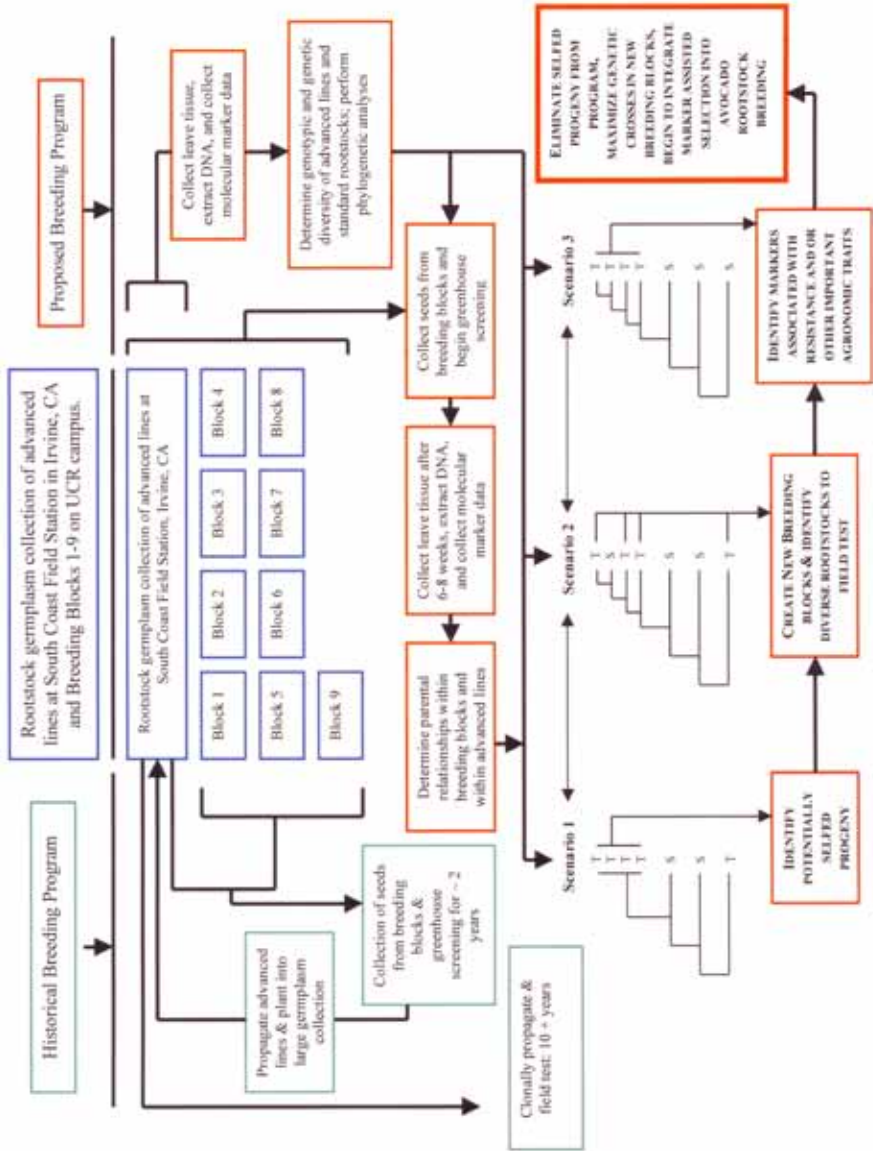 Historical Breeding Program
Rootstock germplasm collection of advanced
lines at South Coast Field Station in Irvine, CA
and Breeding Blocks 1-9 on UCR campus.
Proposed Breeding Program
Rootstock germplasm collection of advanced lines at
South Coast Field Station, Irvine, CA
Block 1
Block 2
Block 3
Block 4
Block 5
Block 6
Block 7
Block 8
Block 9
Propagate advanced
lines & plant into
large germplasm
collection
Collection of seeds
from breeding
blocks &
greenhouse
screening for ~ 2
years
Clonally propagate &
field test: 10 + years
Collect leave tissue,
extract DNA, and collect
molecular marker data
Determine genotypic and genetic
diversity of advanced lines and
standard rootstocks; perform
phylogenetic analyses
Collect seeds from
breeding blocks and
begin greenhouse
screening
Collect leave tissue after
6-8 weeks, extract DNA,
and collect molecular
marker data
Determine parental
relationships within
breeding blocks and
within advanced lines
Scenario 1
T
T
T
T
S
S
T
Scenario 2
T
S
T
T
S
S
T
Scenario 3
T
T
T
T
S
S
S
IDENTIFY
POTENTIALLY
SELFED
PROGENY
CREATE NEW BREEDING
BLOCKS & IDENTIFY
DIVERSE ROOTSTOCKS TO
FIELD TEST
IDENTIFY MARKERS
ASSOCIATED WITH
RESISTANCE AND OR
OTHER IMPORTANT
AGRONOMIC TRAITS
ELIMINATE SELFED
PROGENY FROM
PROGRAM,
MAXIMIZE GENETIC
CROSSES IN NEW
BREEDING BLOCKS,
BEGIN TO INTEGRATE
MARKER ASSISTED
SELECTION INTO
AVOCADO
ROOTSTOCK
BREEDING